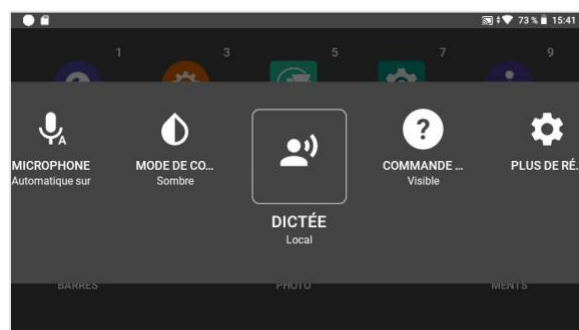 73 % 15:41
1 3 5 7 9
A
?
MICROPHONE
Automatique sur
MODE DE CO...
Sombre
DICTÉE
Local
COMMANDE ...
Visible
PLUS DE RÉ.
BARRES PHOTO MENTS